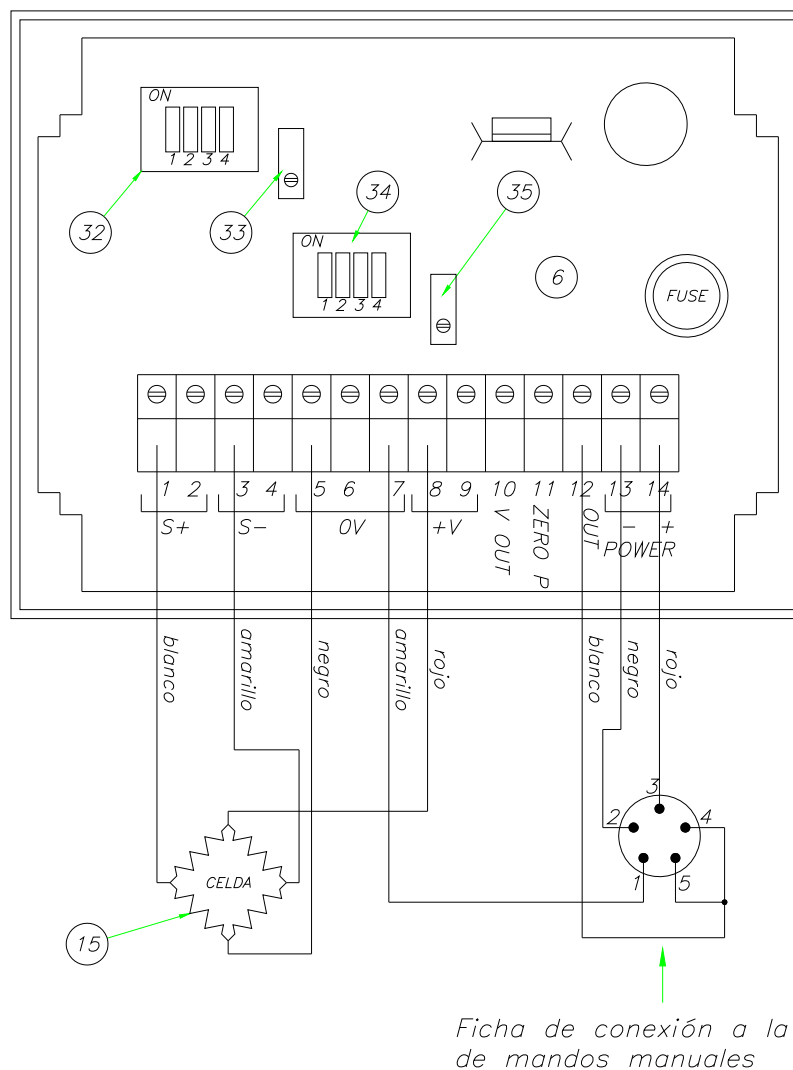 ON
1 2 3 4
32
33
34
35
ON
1 2 3 4
6
FUSE
1 2 3 4 5 6 7 8 9 10 11 12 13 14
S+ S- 0V +V V OUT ZERO P OUT - +
POWER
blanco
amarillo
negro
amarillo
rojo
blanco
negro
rojo
3
2 4
1 5
CELDA
15
Ficha de conexión a la
de mandos manuales